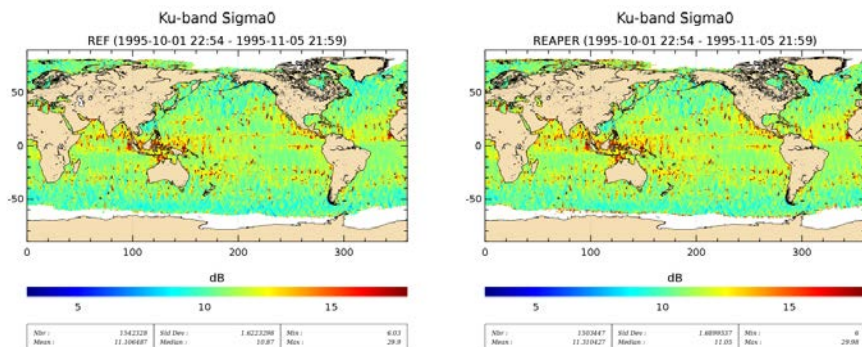 Ku-band Sigma0
REF (1995-10-01 22:54 - 1995-11-05 21:59)
50
0
-50
0 100 200 300
dB
5 10 15
Nbr : 1542329 Std Dev : 1.6223298 Min : 6.03
Mean : 11.106487 Median : 10.87 Max : 29.9
Ku-band Sigma0
REAPER (1995-10-01 22:54 - 1995-11-05 21:59)
50
0
-50
0 100 200 300
dB
5 10 15
Nbr : 1503447 Std Dev : 1.6899537 Min : 6
Mean : 11.310427 Median : 11.05 Max : 29.98